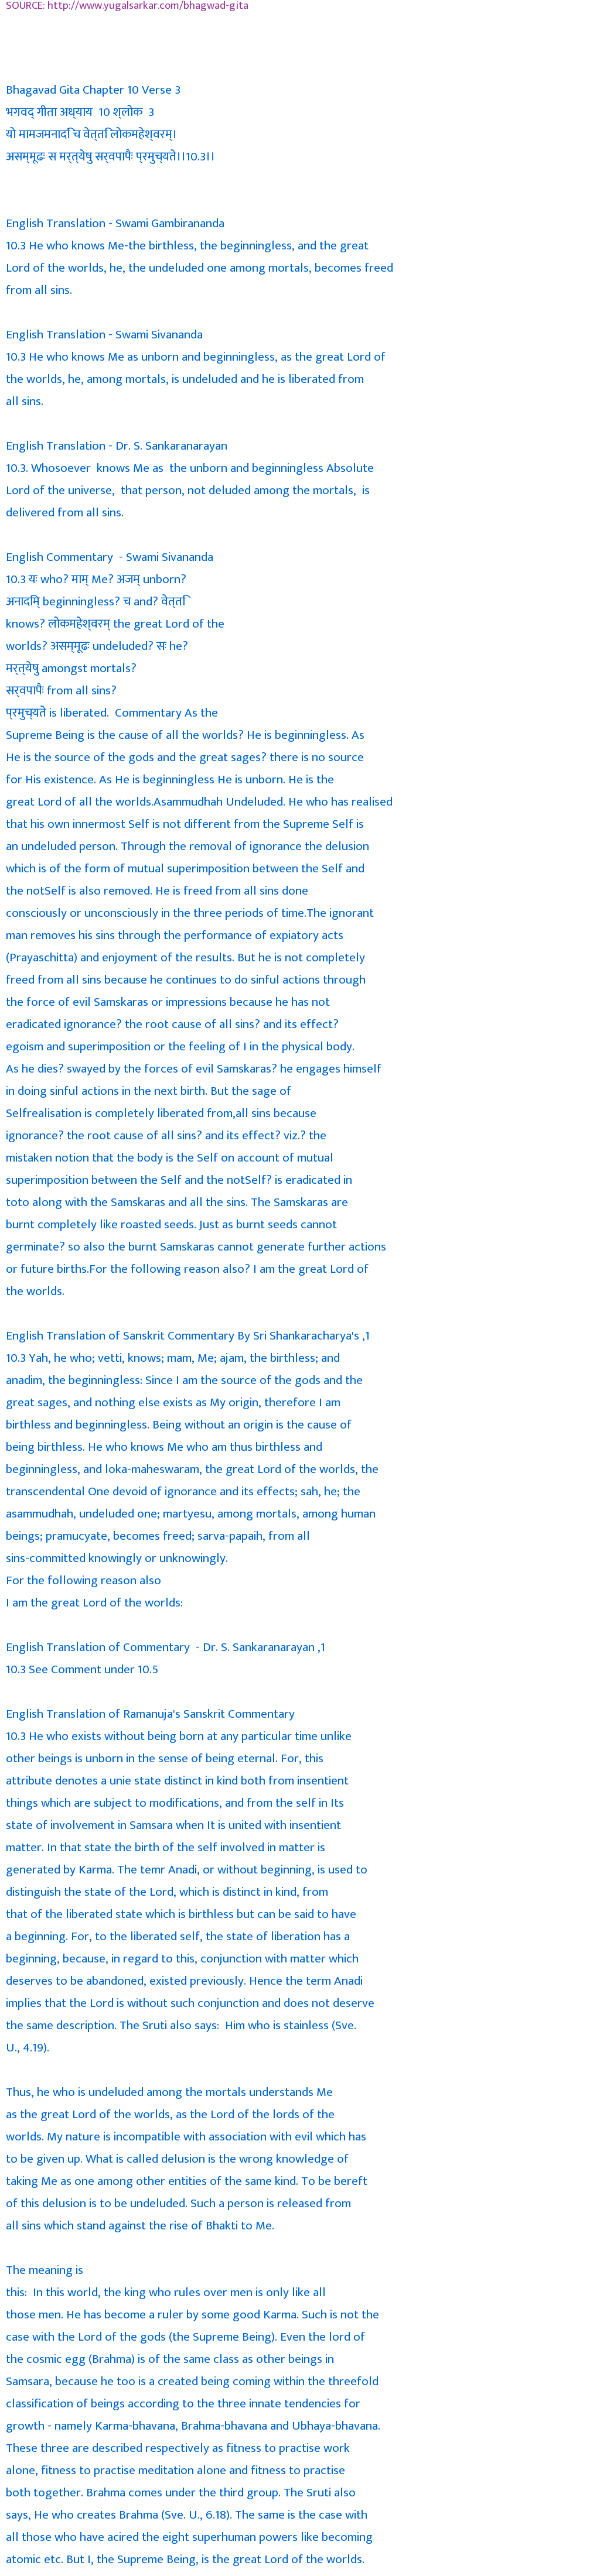 SOURCE: http://www.yugalsarkar.com/bhagwad-gita
Bhagavad Gita Chapter 10 Verse 3
भगवद् गीता अध्याय 10 श्लोक 3
यो मामजमनादिं च वेत्ति लोकमहेश्वरम्।
असम्मूढः स मर्त्येषु सर्वपापैः प्रमुच्यते।।10.3।।
English Translation - Swami Gambirananda
10.3 He who knows Me-the birthless, the beginningless, and the great
Lord of the worlds, he, the undeluded one among mortals, becomes freed
from all sins.
English Translation - Swami Sivananda
10.3 He who knows Me as unborn and beginningless, as the great Lord of
the worlds, he, among mortals, is undeluded and he is liberated from
all sins.
English Translation - Dr. S. Sankaranarayan
10.3. Whosoever knows Me as the unborn and beginningless Absolute
Lord of the universe, that person, not deluded among the mortals, is
delivered from all sins.
English Commentary - Swami Sivananda
10.3 यः who? माम् Me? अजम् unborn?
अनादिम् beginningless? च and? वेत्ति
knows? लोकमहेश्वरम् the great Lord of the
worlds? असम्मूढः undeluded? सः he?
मर्त्येषु amongst mortals?
सर्वपापैः from all sins?
प्रमुच्यते is liberated. Commentary As the
Supreme Being is the cause of all the worlds? He is beginningless. As
He is the source of the gods and the great sages? there is no source
for His existence. As He is beginningless He is unborn. He is the
great Lord of all the worlds.Asammudhah Undeluded. He who has realised
that his own innermost Self is not different from the Supreme Self is
an undeluded person. Through the removal of ignorance the delusion
which is of the form of mutual superimposition between the Self and
the notSelf is also removed. He is freed from all sins done
consciously or unconsciously in the three periods of time.The ignorant
man removes his sins through the performance of expiatory acts
(Prayaschitta) and enjoyment of the results. But he is not completely
freed from all sins because he continues to do sinful actions through
the force of evil Samskaras or impressions because he has not
eradicated ignorance? the root cause of all sins? and its effect?
egoism and superimposition or the feeling of I in the physical body.
As he dies? swayed by the forces of evil Samskaras? he engages himself
in doing sinful actions in the next birth. But the sage of
Selfrealisation is completely liberated from,all sins because
ignorance? the root cause of all sins? and its effect? viz.? the
mistaken notion that the body is the Self on account of mutual
superimposition between the Self and the notSelf? is eradicated in
toto along with the Samskaras and all the sins. The Samskaras are
burnt completely like roasted seeds. Just as burnt seeds cannot
germinate? so also the burnt Samskaras cannot generate further actions
or future births.For the following reason also? I am the great Lord of
the worlds.
English Translation of Sanskrit Commentary By Sri Shankaracharya's ,1
10.3 Yah, he who; vetti, knows; mam, Me; ajam, the birthless; and
anadim, the beginningless: Since I am the source of the gods and the
great sages, and nothing else exists as My origin, therefore I am
birthless and beginningless. Being without an origin is the cause of
being birthless. He who knows Me who am thus birthless and
beginningless, and loka-maheswaram, the great Lord of the worlds, the
transcendental One devoid of ignorance and its effects; sah, he; the
asammudhah, undeluded one; martyesu, among mortals, among human
beings; pramucyate, becomes freed; sarva-papaih, from all
sins-committed knowingly or unknowingly.
For the following reason also
I am the great Lord of the worlds:
English Translation of Commentary - Dr. S. Sankaranarayan ,1
10.3 See Comment under 10.5
English Translation of Ramanuja's Sanskrit Commentary
10.3 He who exists without being born at any particular time unlike
other beings is unborn in the sense of being eternal. For, this
attribute denotes a unie state distinct in kind both from insentient
things which are subject to modifications, and from the self in Its
state of involvement in Samsara when It is united with insentient
matter. In that state the birth of the self involved in matter is
generated by Karma. The temr Anadi, or without beginning, is used to
distinguish the state of the Lord, which is distinct in kind, from
that of the liberated state which is birthless but can be said to have
a beginning. For, to the liberated self, the state of liberation has a
beginning, because, in regard to this, conjunction with matter which
deserves to be abandoned, existed previously. Hence the term Anadi
implies that the Lord is without such conjunction and does not deserve
the same description. The Sruti also says: Him who is stainless (Sve.
U., 4.19).
Thus, he who is undeluded among the mortals understands Me
as the great Lord of the worlds, as the Lord of the lords of the
worlds. My nature is incompatible with association with evil which has
to be given up. What is called delusion is the wrong knowledge of
taking Me as one among other entities of the same kind. To be bereft
of this delusion is to be undeluded. Such a person is released from
all sins which stand against the rise of Bhakti to Me.
The meaning is
this: In this world, the king who rules over men is only like all
those men. He has become a ruler by some good Karma. Such is not the
case with the Lord of the gods (the Supreme Being). Even the lord of
the cosmic egg (Brahma) is of the same class as other beings in
Samsara, because he too is a created being coming within the threefold
classification of beings according to the three innate tendencies for
growth - namely Karma-bhavana, Brahma-bhavana and Ubhaya-bhavana.
These three are described respectively as fitness to practise work
alone, fitness to practise meditation alone and fitness to practise
both together. Brahma comes under the third group. The Sruti also
says, He who creates Brahma (Sve. U., 6.18). The same is the case with
all those who have acired the eight superhuman powers like becoming
atomic etc. But I, the Supreme Being, is the great Lord of the worlds.